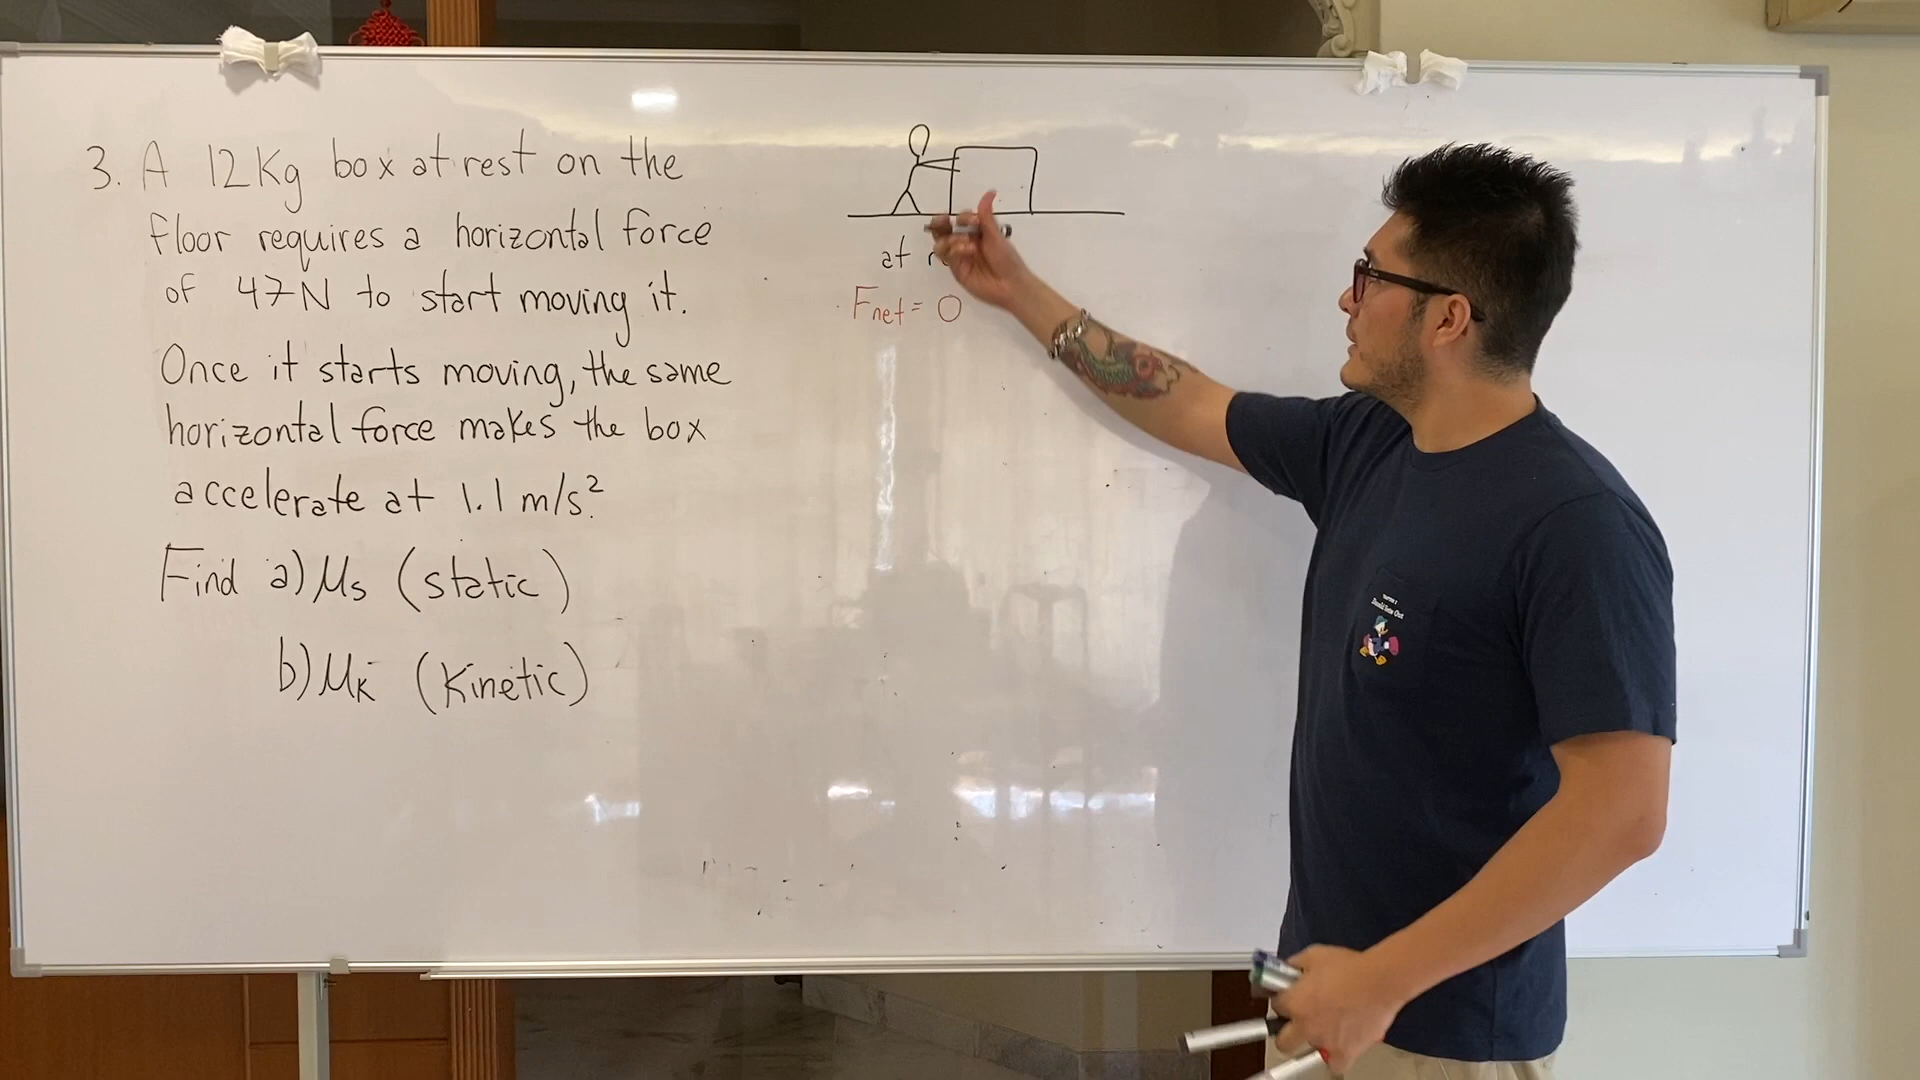 3. A 12Kg box at rest on the
floor requires a horizontal force
of 47N to start moving it.
Once it starts moving, the same
horizontal force makes the box
accelerate at 1.1 m/s².
Find a) μs (static)
b) μK (Kinetic)
at
Fnet = 0